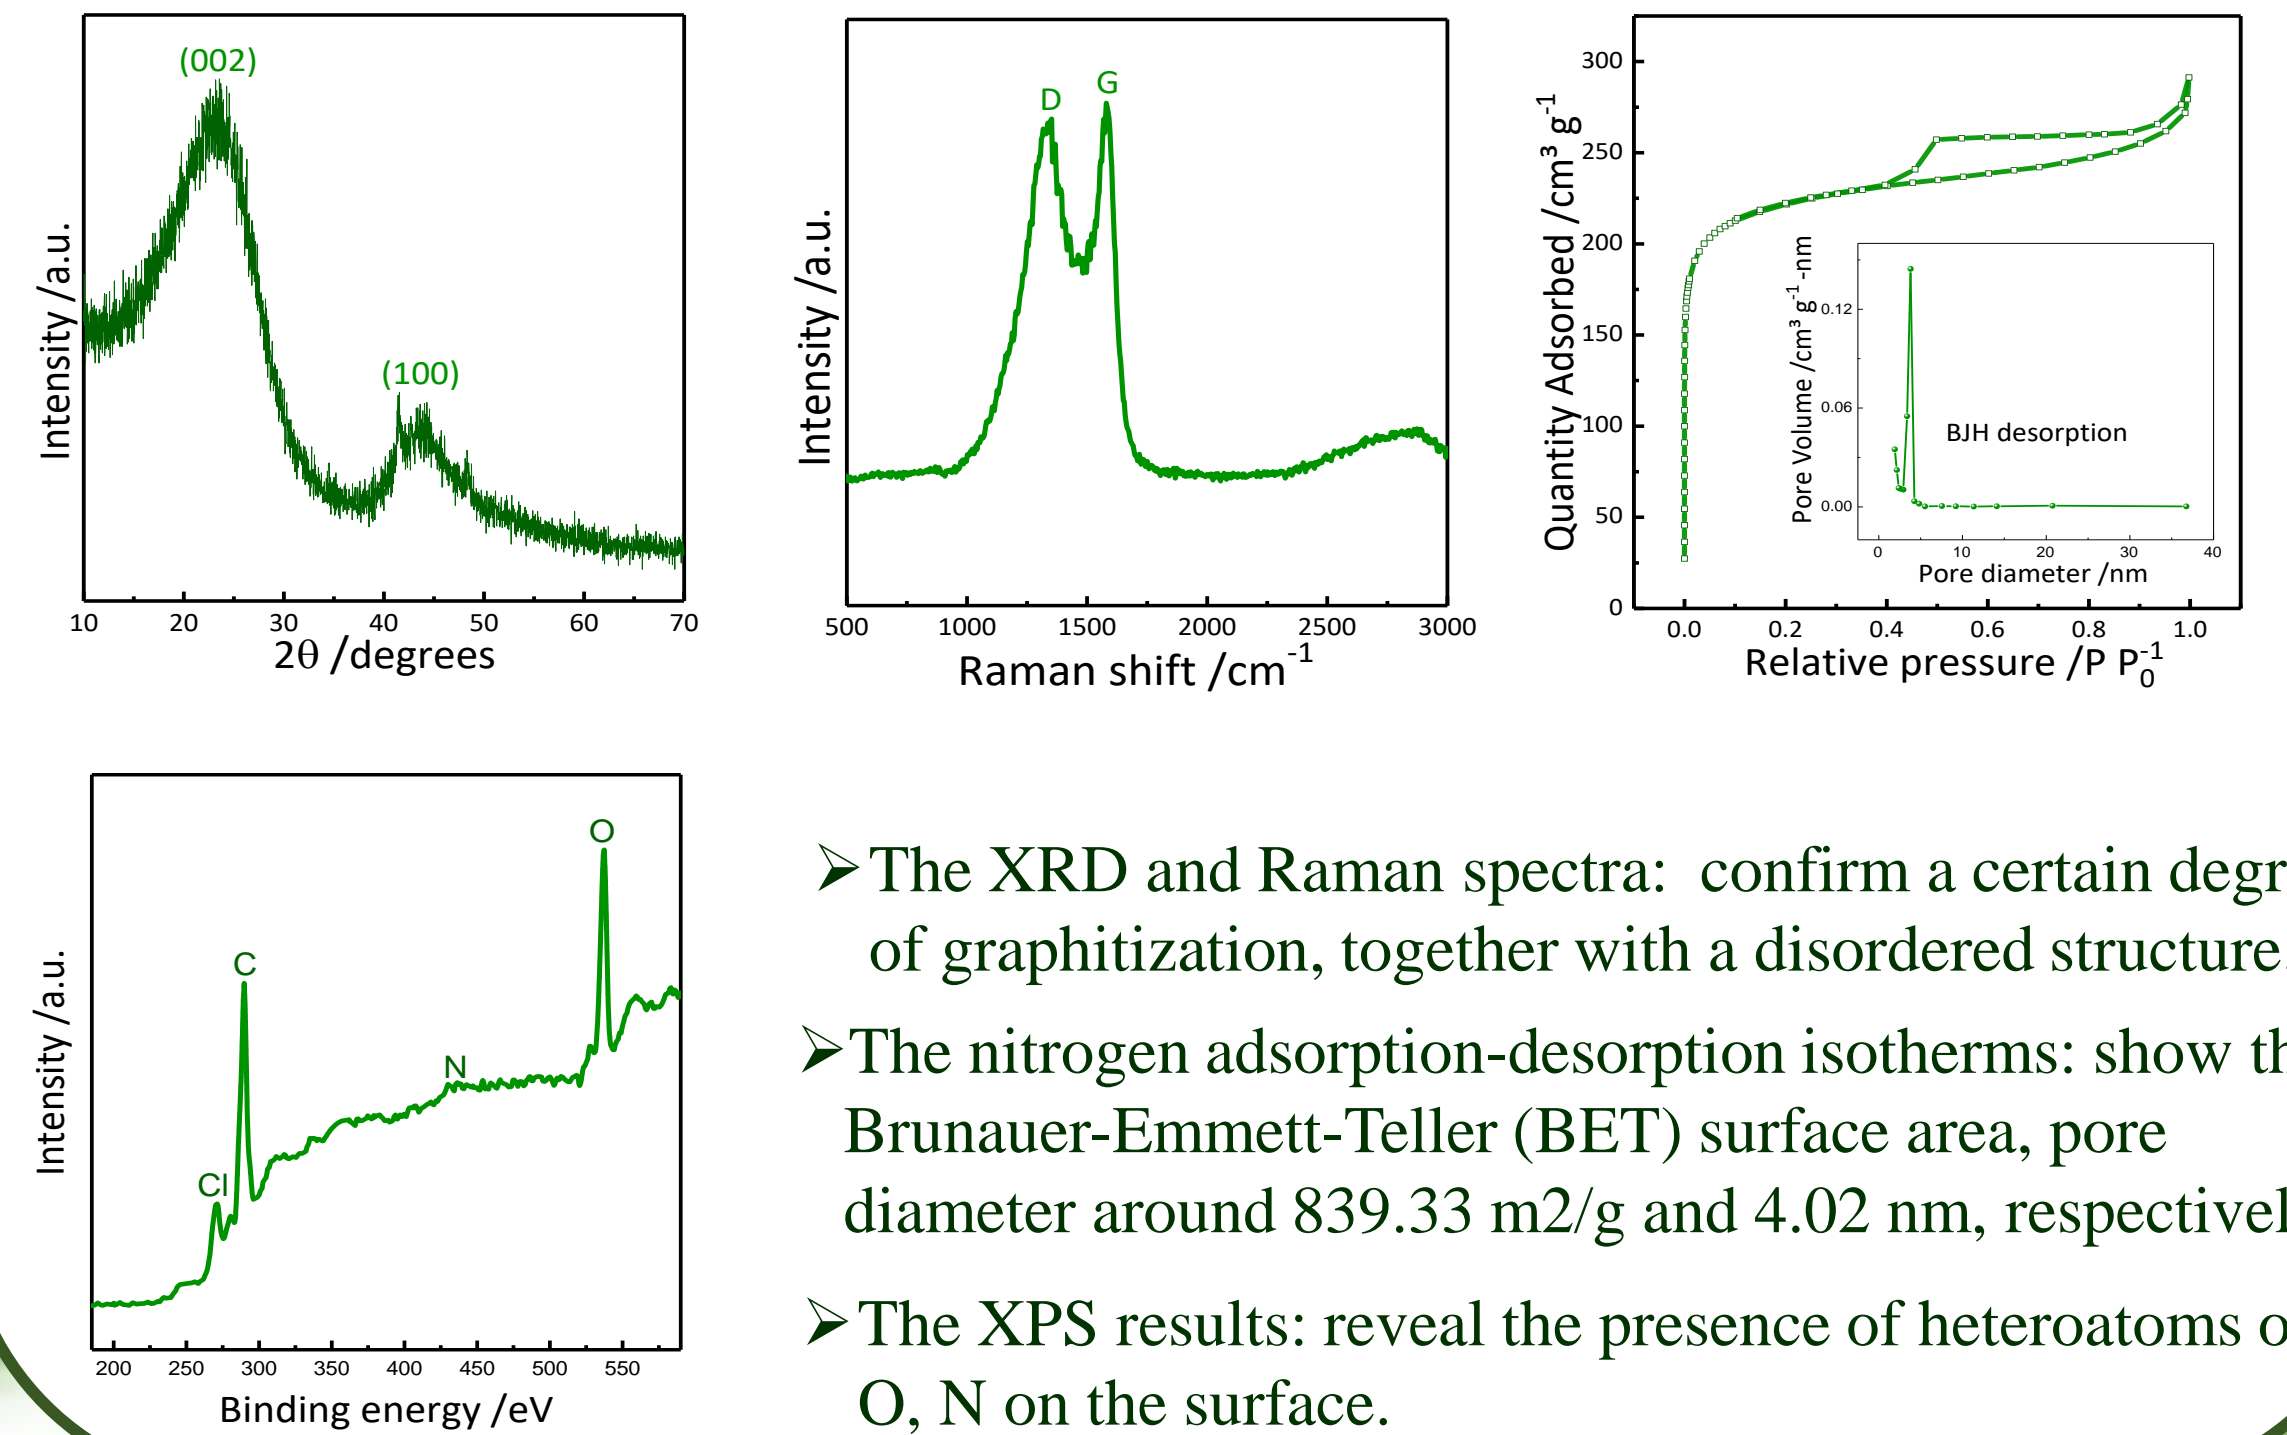 (002)
(100)
Intensity /a.u.
10 20 30 40 50 60 70
2θ /degrees
D
G
Intensity /a.u.
500 1000 1500 2000 2500 3000
Raman shift /cm⁻¹
Quantity Adsorbed /cm³ g⁻¹
300
250
200
150
100
50
0
0.0 0.2 0.4 0.6 0.8 1.0
Relative pressure /P P₀⁻¹
Pore Volume /cm³ g⁻¹-nm
0.12
0.06
0.00
BJH desorption
0 10 20 30 40
Pore diameter /nm
O
C
N
Cl
Intensity /a.u.
200 250 300 350 400 450 500 550
Binding energy /eV
➢The XRD and Raman spectra: confirm a certain degr
of graphitization, together with a disordered structure.
➢The nitrogen adsorption-desorption isotherms: show th
Brunauer-Emmett-Teller (BET) surface area, pore
diameter around 839.33 m2/g and 4.02 nm, respectivel
➢The XPS results: reveal the presence of heteroatoms o
O, N on the surface.